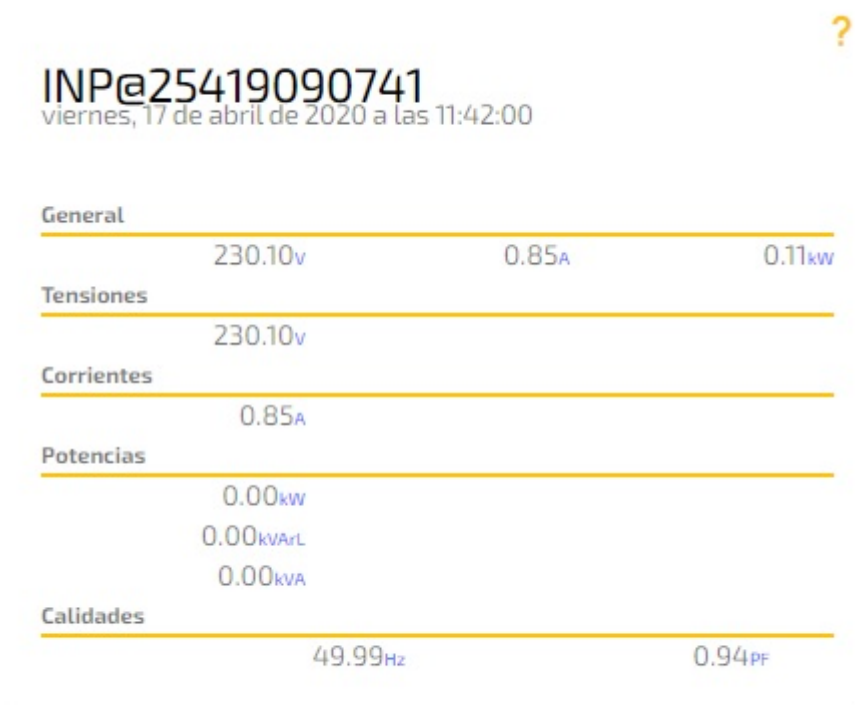 ?
INP@25419090741
viernes, 17 de abril de 2020 a las 11:42:00
General
230.10V 0.85A 0.11kW
Tensiones
230.10V
Corrientes
0.85A
Potencias
0.00kW
0.00kVArL
0.00kVA
Calidades
49.99Hz 0.94PF